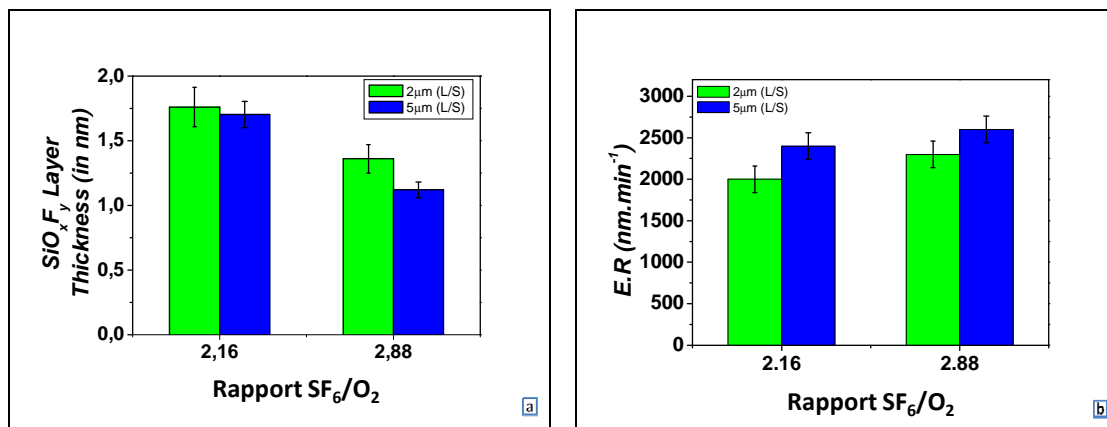 2,0
1,5
1,0
0,5
0,0
SiOxFy Layer
Thickness (in nm)
2µm (L/S)
5µm (L/S)
2,16
2,88
Rapport SF6/O2
a
3000
2500
2000
1500
1000
500
0
E.R (nm.min-1)
2µm (L/S)
5µm (L/S)
2.16
2.88
Rapport SF6/O2
b